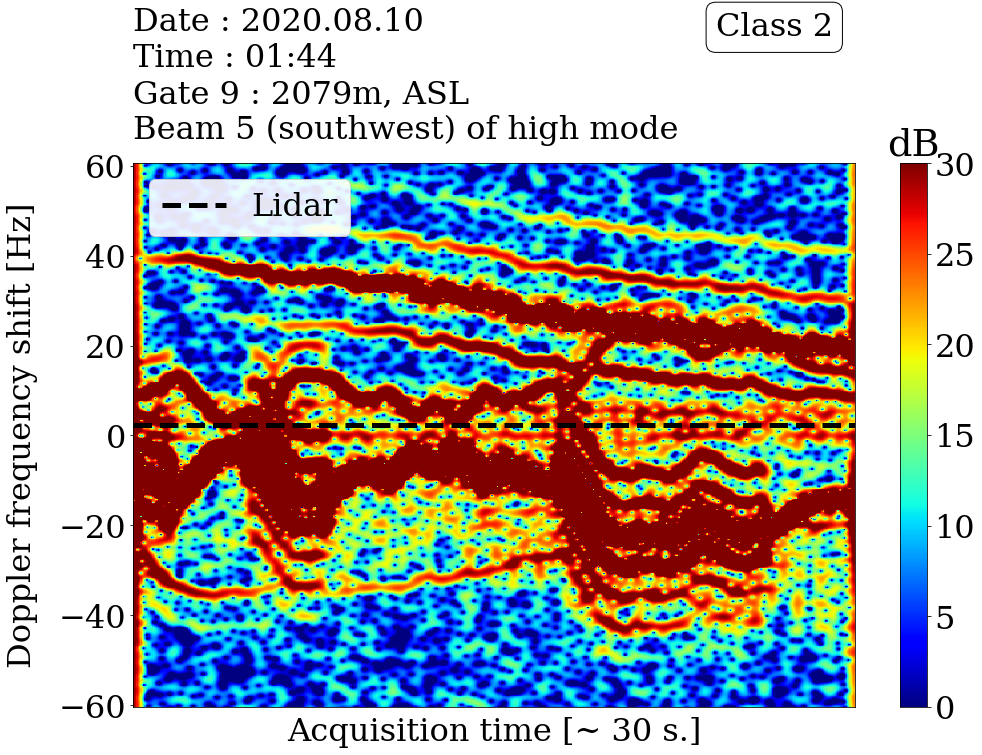 Date : 2020.08.10
Time : 01:44
Gate 9 : 2079m, ASL
Beam 5 (southwest) of high mode
Class 2
dB
Lidar
60
40
20
0
−20
−40
−60
Doppler frequency shift [Hz]
Acquisition time [~ 30 s.]
30
25
20
15
10
5
0